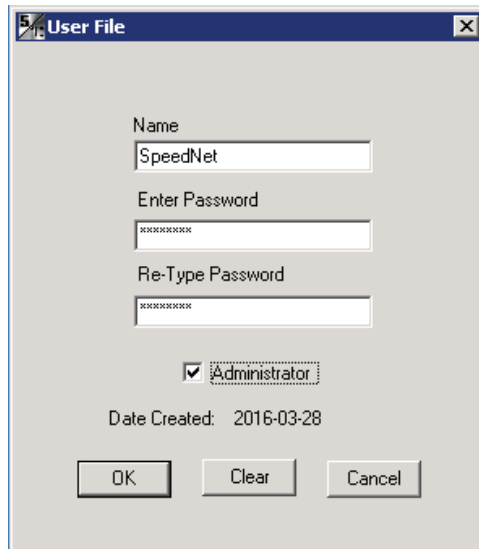 User File
Name
SpeedNet
Enter Password
********
Re-Type Password
********
Administrator
Date Created: 2016-03-28
OK Clear Cancel